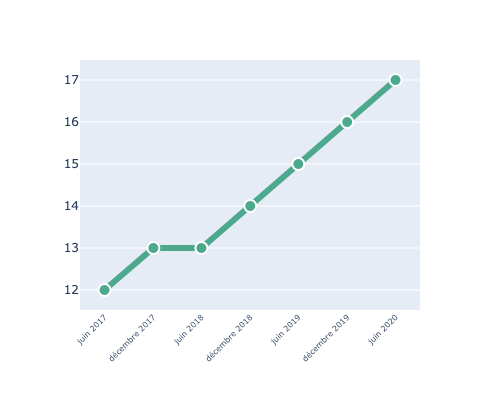 17
16
15
14
13
12
juin 2017
décembre 2017
juin 2018
décembre 2018
juin 2019
décembre 2019
juin 2020